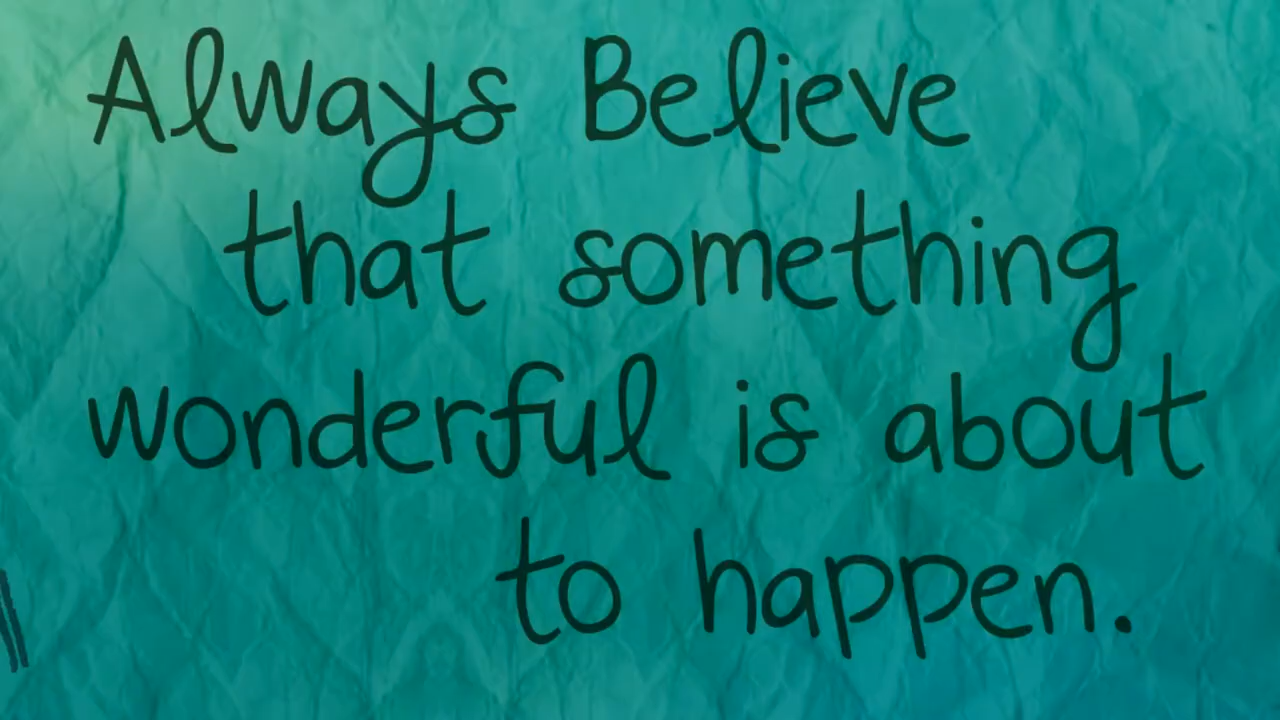 Always Believe
that something
wonderful is about
to happen.